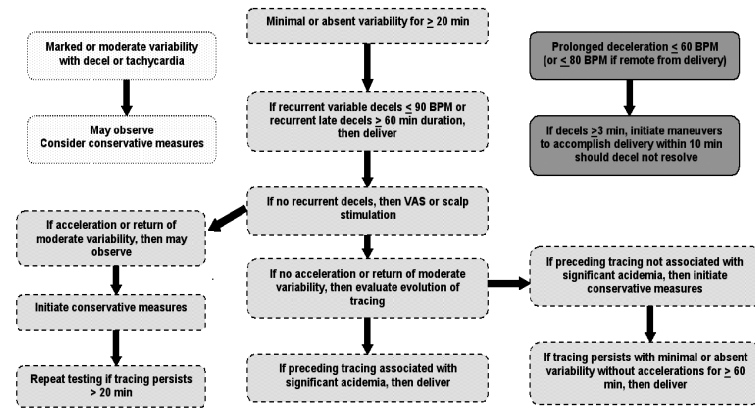 Marked or moderate variability
with decel or tachycardia
May observe
Consider conservative measures
Minimal or absent variability for > 20 min
If recurrent variable decels < 90 BPM or
recurrent late decels > 60 min duration,
then deliver
If no recurrent decels, then VAS or scalp
stimulation
If acceleration or return of
moderate variability, then may
observe
Initiate conservative measures
Repeat testing if tracing persists
> 20 min
If no acceleration or return of moderate
variability, then evaluate evolution of
tracing
If preceding tracing associated with
significant acidemia, then deliver
Prolonged deceleration < 60 BPM
(or < 80 BPM if remote from delivery)
If decels >3 min, initiate maneuvers
to accomplish delivery within 10 min
should decel not resolve
If preceding tracing not associated with
significant acidemia, then initiate
conservative measures
If tracing persists with minimal or absent
variability without accelerations for > 60
min, then deliver